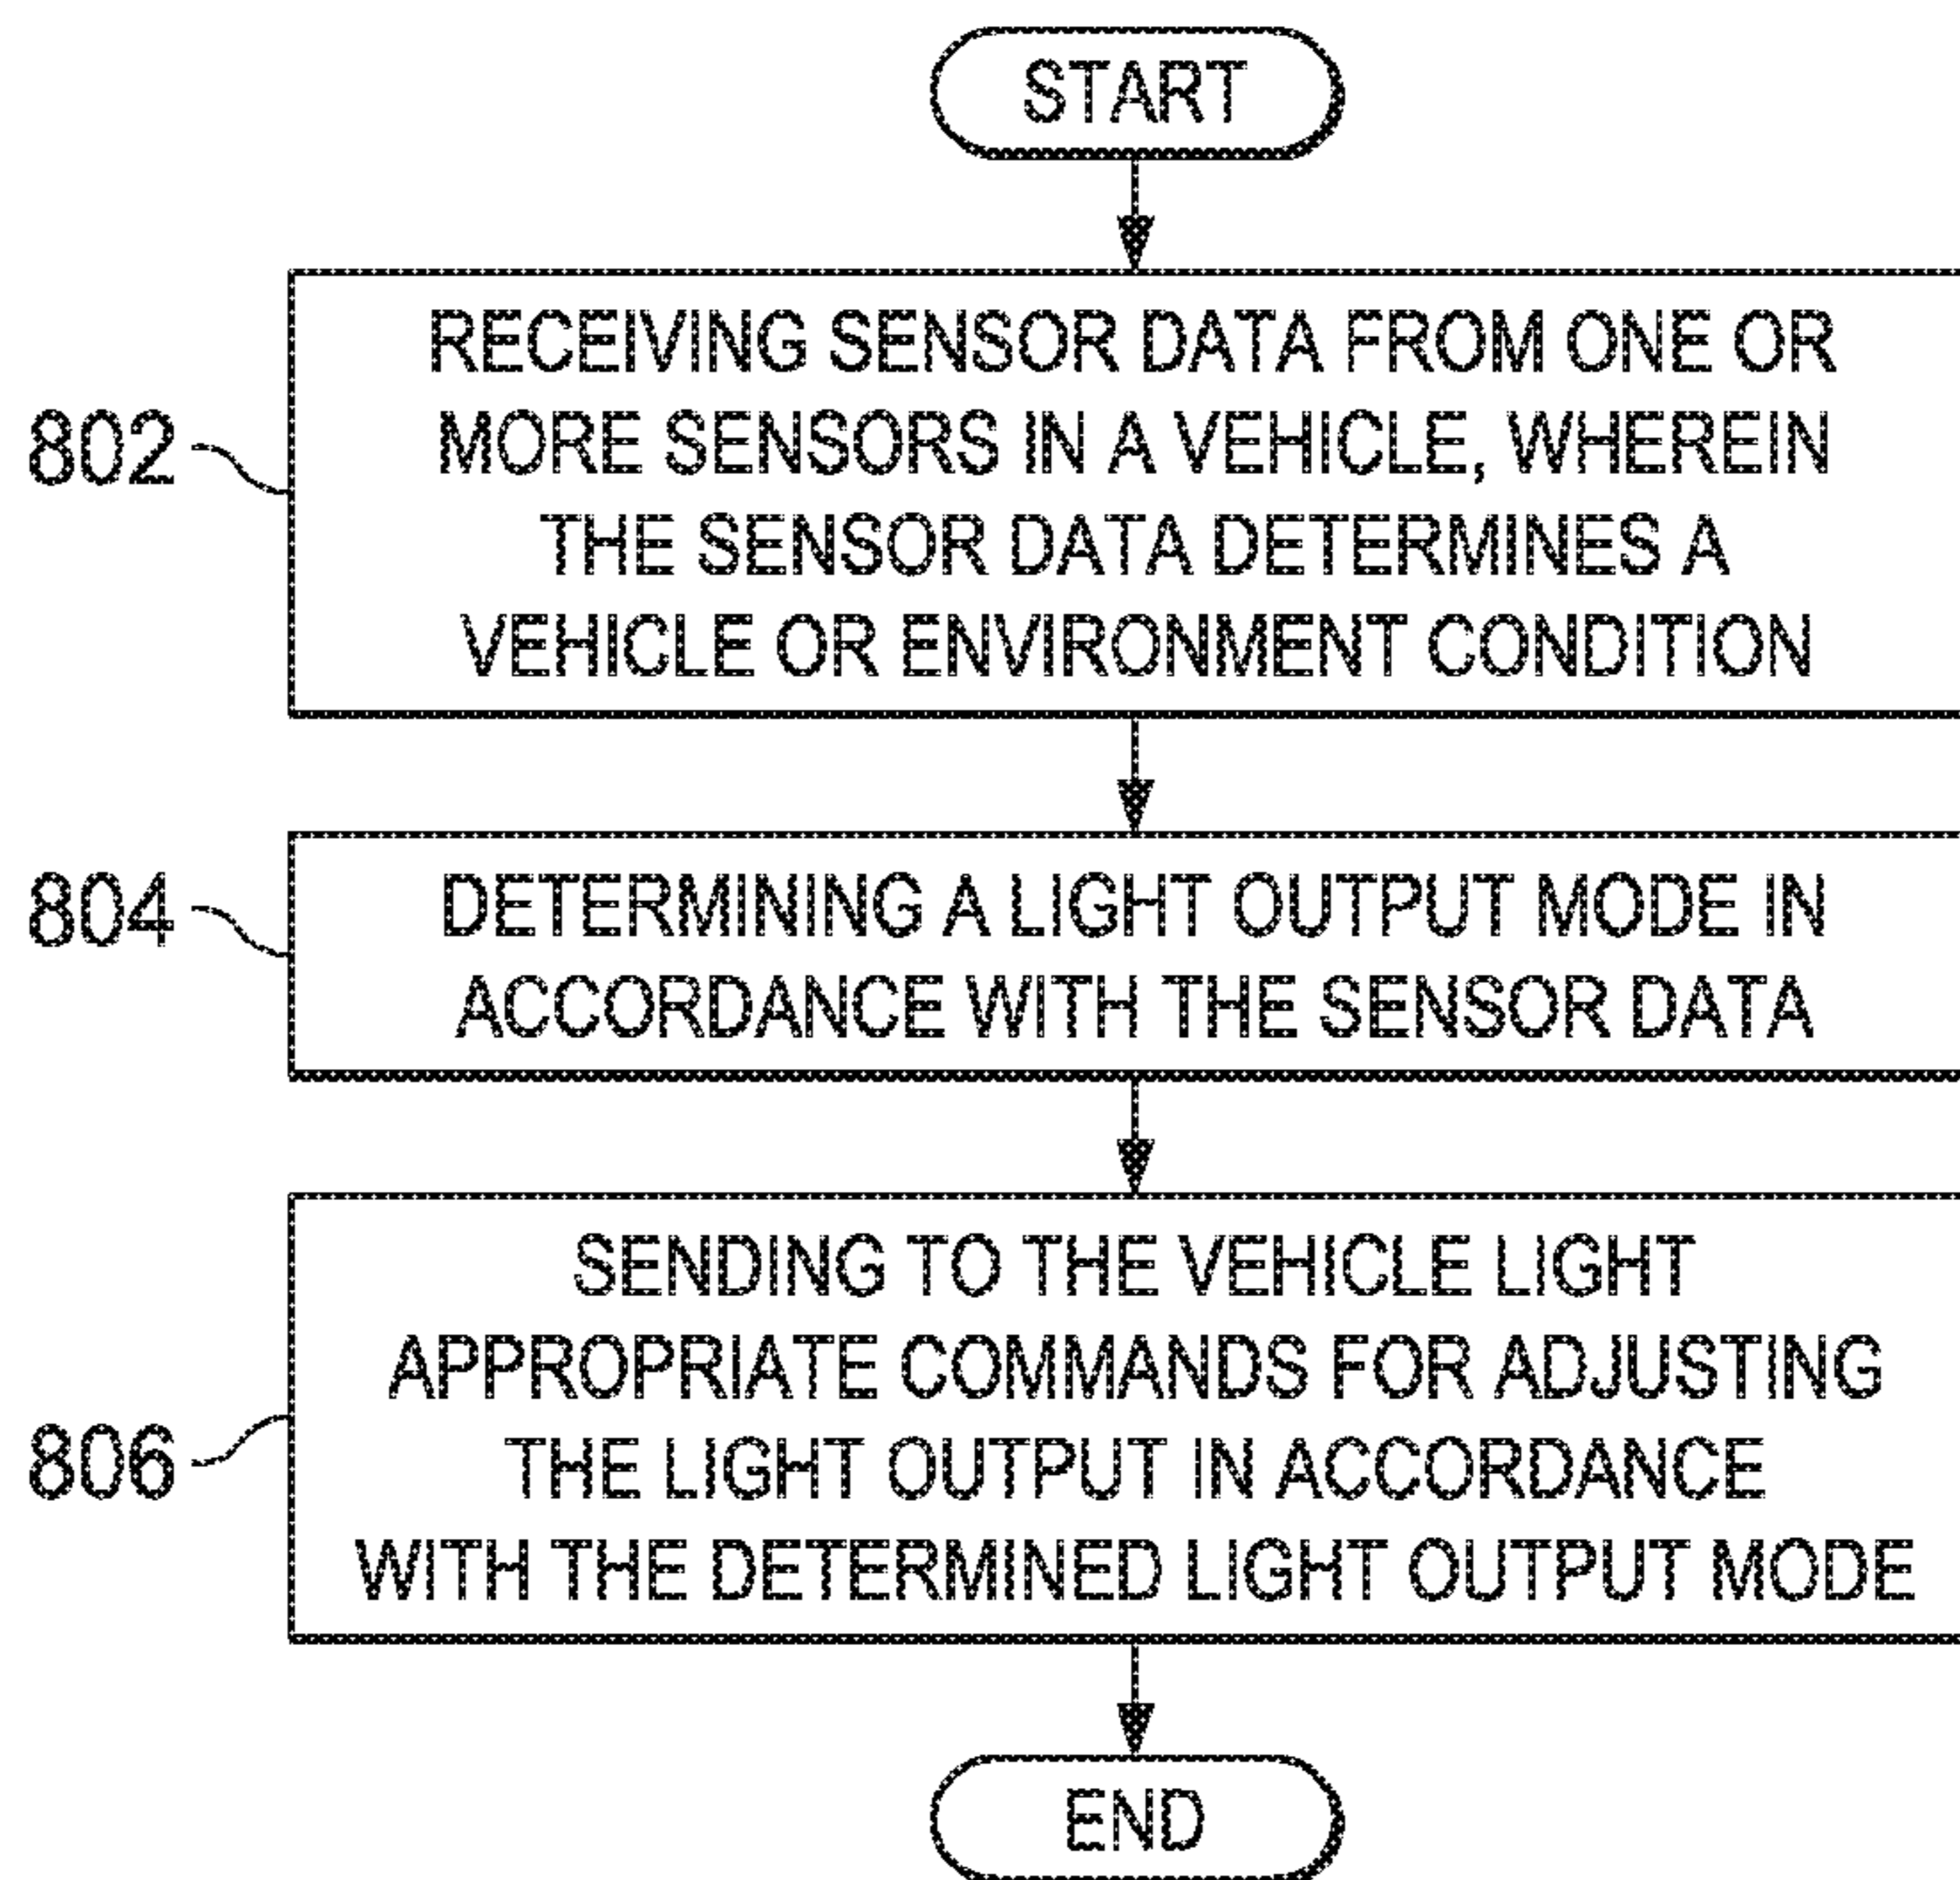 START
RECEIVING SENSOR DATA FROM ONE OR
802
MORE SENSORS IN A VEHICLE, WHEREIN
THE SENSOR DATA DETERMINES A
VEHICLE OR ENVIRONMENT CONDITION
804
DETERMINING A LIGHT OUTPUT MODE IN
ACCORDANCE WITH THE SENSOR DATA
SENDING TO THE VEHICLE LIGHT
APPROPRIATE COMMANDS FOR ADJUSTING
806
THE LIGHT OUTPUT IN ACCORDANCE
WITH THE DETERMINED LIGHT OUTPUT MODE
END